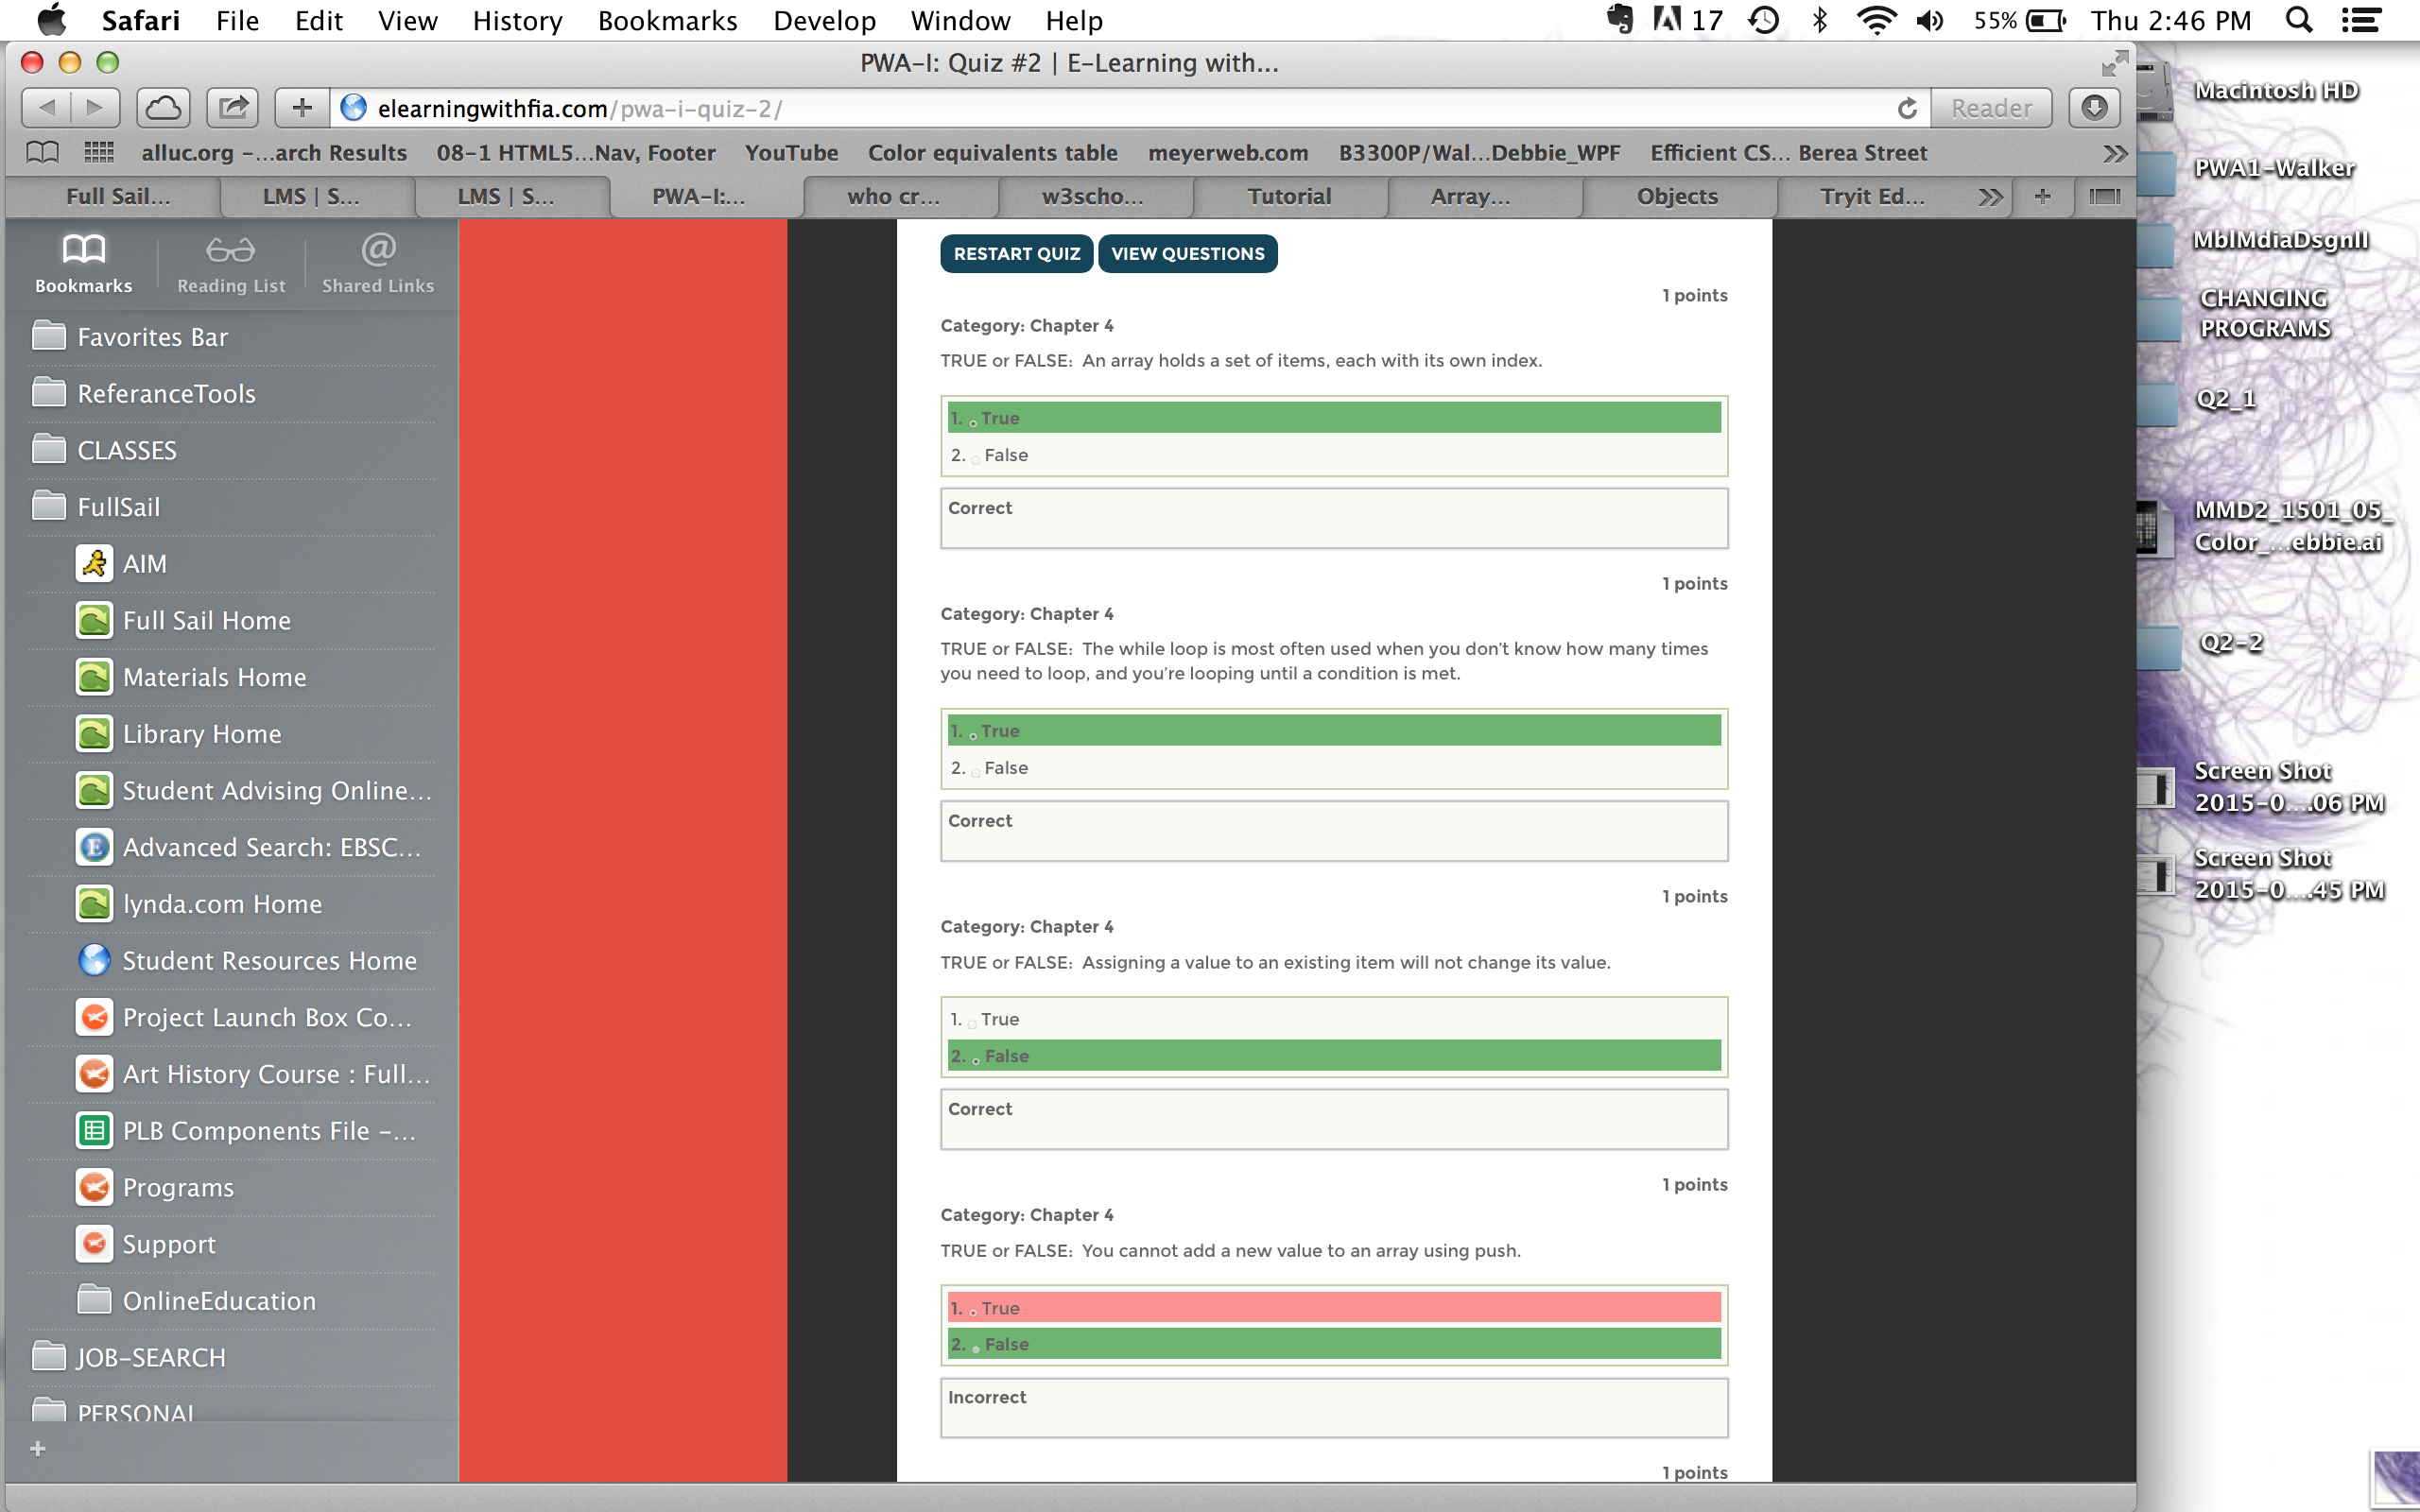 Safari File Edit View History Bookmarks Develop Window Help 17 55% Thu 2:46 PM
PWA-I: Quiz #2 | E-Learning with...
elearningwithfia.com/pwa-i-quiz-2/ Reader
alluc.org -...arch Results 08-1 HTML5...Nav, Footer YouTube Color equivalents table meyerweb.com B3300P/Wal...Debbie_WPF Efficient CS... Berea Street
Full Sail... LMS | S... LMS | S... PWA-I:... who cr... w3scho... Tutorial Array... Objects Tryit Ed...
Bookmarks Reading List Shared Links
Favorites Bar
ReferanceTools
CLASSES
FullSail
AIM
Full Sail Home
Materials Home
Library Home
Student Advising Online...
Advanced Search: EBSC...
lynda.com Home
Student Resources Home
Project Launch Box Co...
Art History Course : Full...
PLB Components File -...
Programs
Support
OnlineEducation
JOB-SEARCH
PERSONAL
RESTART QUIZ VIEW QUESTIONS
1 points
Category: Chapter 4
TRUE or FALSE: An array holds a set of items, each with its own index.
1. True
2. False
Correct
1 points
Category: Chapter 4
TRUE or FALSE: The while loop is most often used when you don't know how many times
you need to loop, and you're looping until a condition is met.
1. True
2. False
Correct
1 points
Category: Chapter 4
TRUE or FALSE: Assigning a value to an existing item will not change its value.
1. True
2. False
Correct
1 points
Category: Chapter 4
TRUE or FALSE: You cannot add a new value to an array using push.
1. True
2. False
Incorrect
1 points
Macintosh HD
PWA1-Walker
MblMdiaDsgnII
CHANGING
PROGRAMS
Q2_1
MMD2_1501_05_
Color_...ebbie.ai
Q2-2
Screen Shot
2015-0....06 PM
Screen Shot
2015-0....45 PM